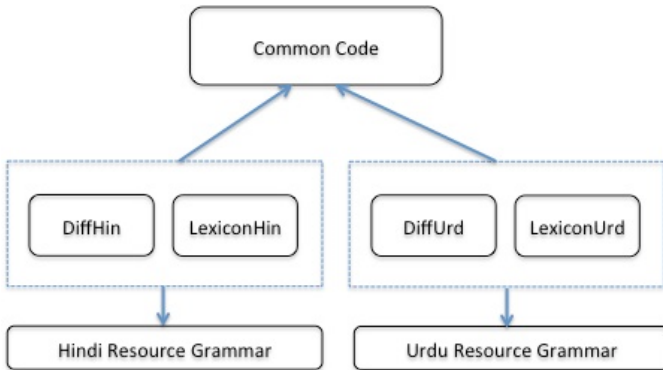 Common Code
DiffHin
LexiconHin
DiffUrd
LexiconUrd
Hindi Resource Grammar
Urdu Resource Grammar